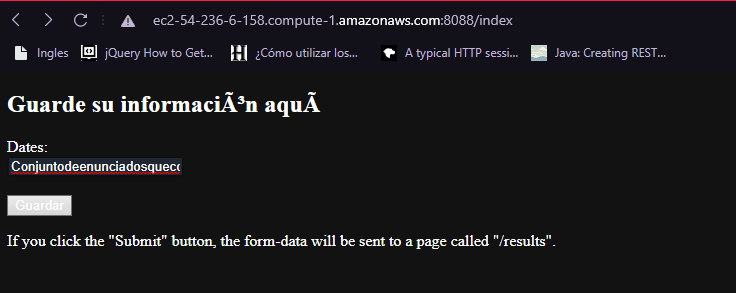 ec2-54-236-6-158.compute-1.amazonaws.com:8088/index
Ingles jQuery How to Get... ¿Cómo utilizar los... A typical HTTP sessi... Java: Creating REST...
Guarde su informaciÃ³n aquÃ
Dates:
Conjuntodeenunciadosquecc
Guardar
If you click the "Submit" button, the form-data will be sent to a page called "/results".